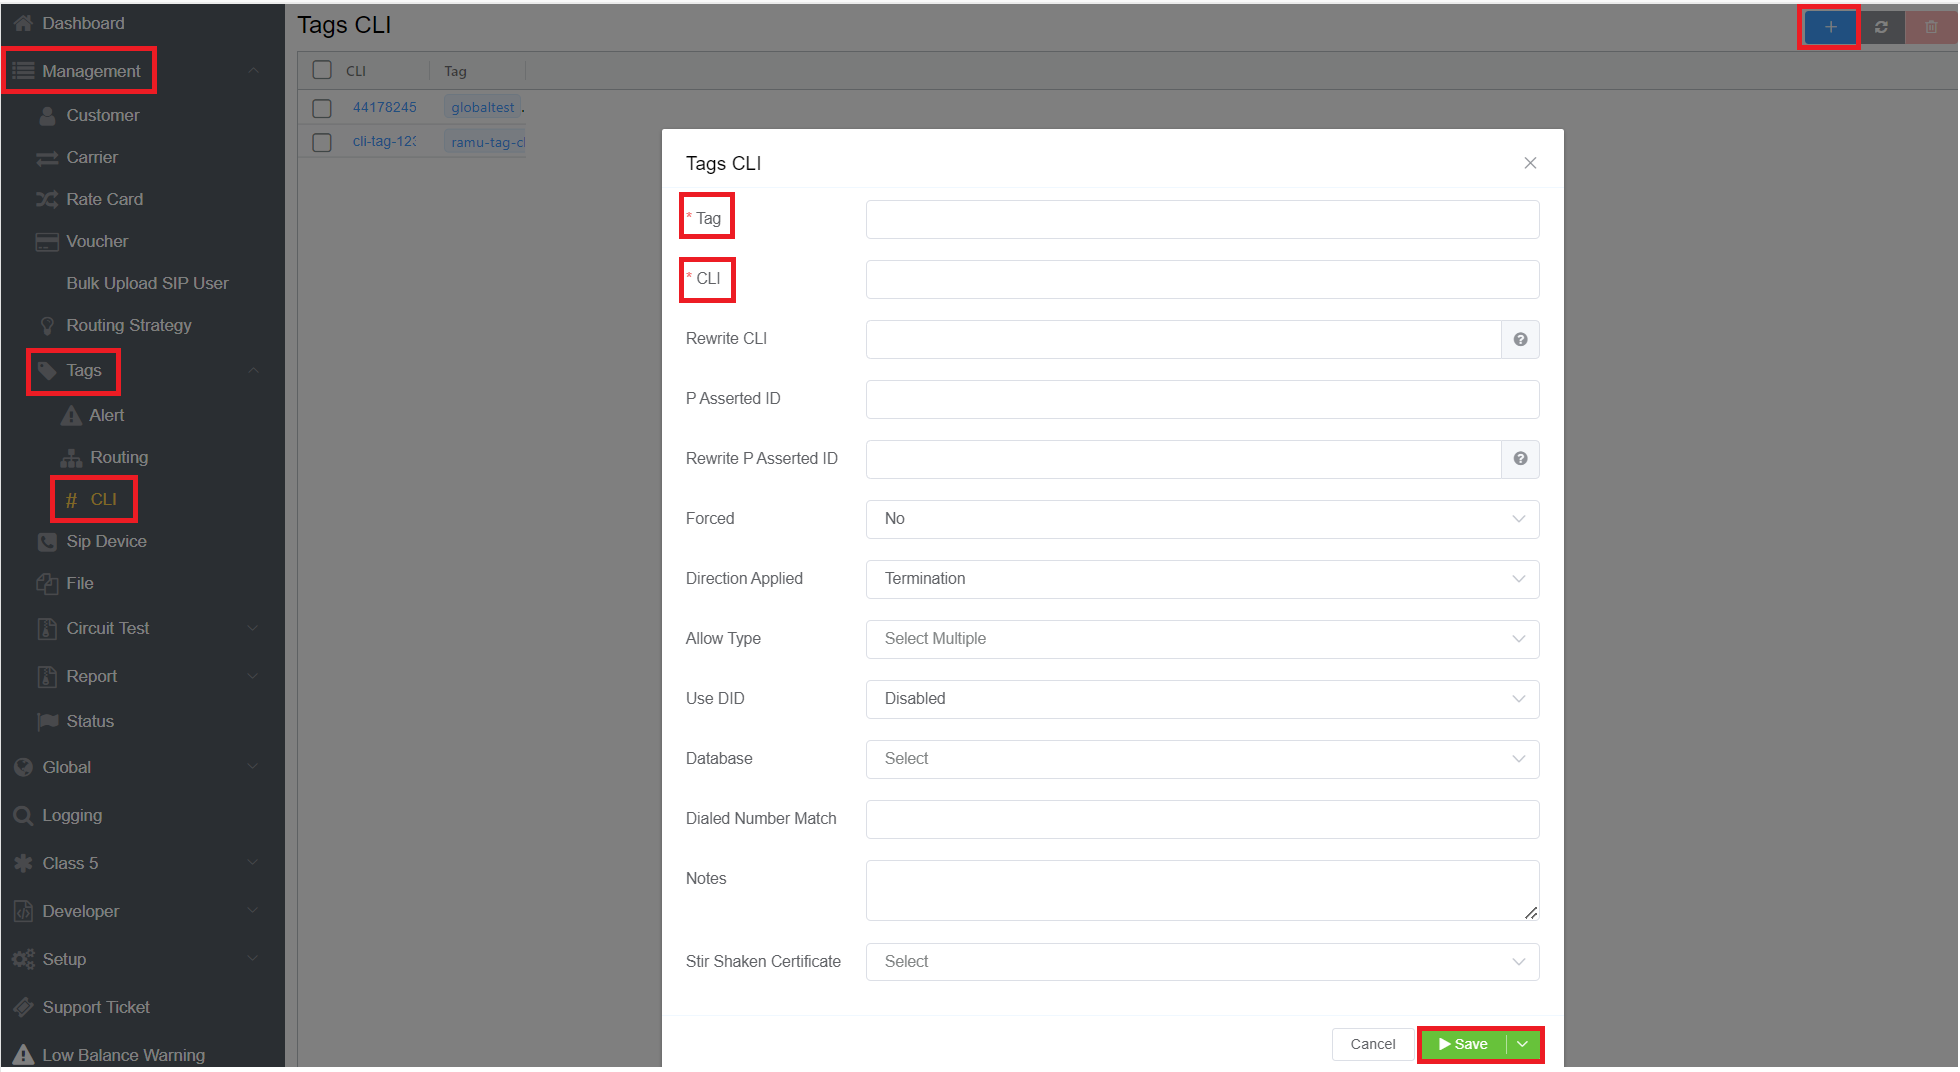 Dashboard
Management
Customer
Carrier
Rate Card
Voucher
Bulk Upload SIP User
Routing Strategy
Tags
Alert
Routing
# CLI
Sip Device
File
Circuit Test
Report
Status
Global
Logging
Class 5
Developer
Setup
Support Ticket
Low Balance Warning
Tags CLI
CLI Tag
44178245 globaltest
cli-tag-123 ramu-tag-cl
Tags CLI
* Tag
* CLI
Rewrite CLI
P Asserted ID
Rewrite P Asserted ID
Forced No
Direction Applied Termination
Allow Type Select Multiple
Use DID Disabled
Database Select
Dialed Number Match
Notes
Stir Shaken Certificate Select
Cancel Save